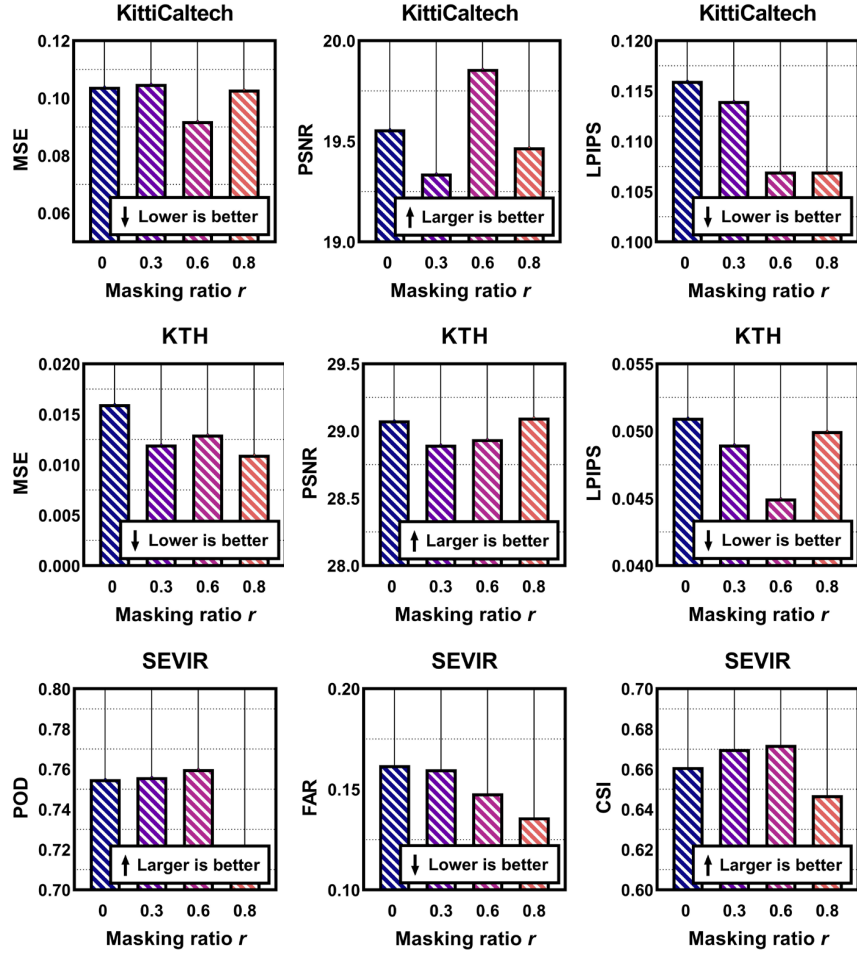 KittiCaltech
MSE
0.12
0.10
0.08
0.06
↓ Lower is better
0 0.3 0.6 0.8
Masking ratio r
KittiCaltech
PSNR
20.0
19.5
19.0
↑ Larger is better
0 0.3 0.6 0.8
Masking ratio r
KittiCaltech
LPIPS
0.120
0.115
0.110
0.105
0.100
↓ Lower is better
0 0.3 0.6 0.8
Masking ratio r
KTH
MSE
0.020
0.015
0.010
0.005
0.000
↓ Lower is better
0 0.3 0.6 0.8
Masking ratio r
KTH
PSNR
29.5
29.0
28.5
28.0
↑ Larger is better
0 0.3 0.6 0.8
Masking ratio r
KTH
LPIPS
0.055
0.050
0.045
0.040
↓ Lower is better
0 0.3 0.6 0.8
Masking ratio r
SEVIR
POD
0.80
0.78
0.76
0.74
0.72
0.70
↑ Larger is better
0 0.3 0.6 0.8
Masking ratio r
SEVIR
FAR
0.20
0.15
0.10
↓ Lower is better
0 0.3 0.6 0.8
Masking ratio r
SEVIR
CSI
0.70
0.68
0.66
0.64
0.62
0.60
↑ Larger is better
0 0.3 0.6 0.8
Masking ratio r